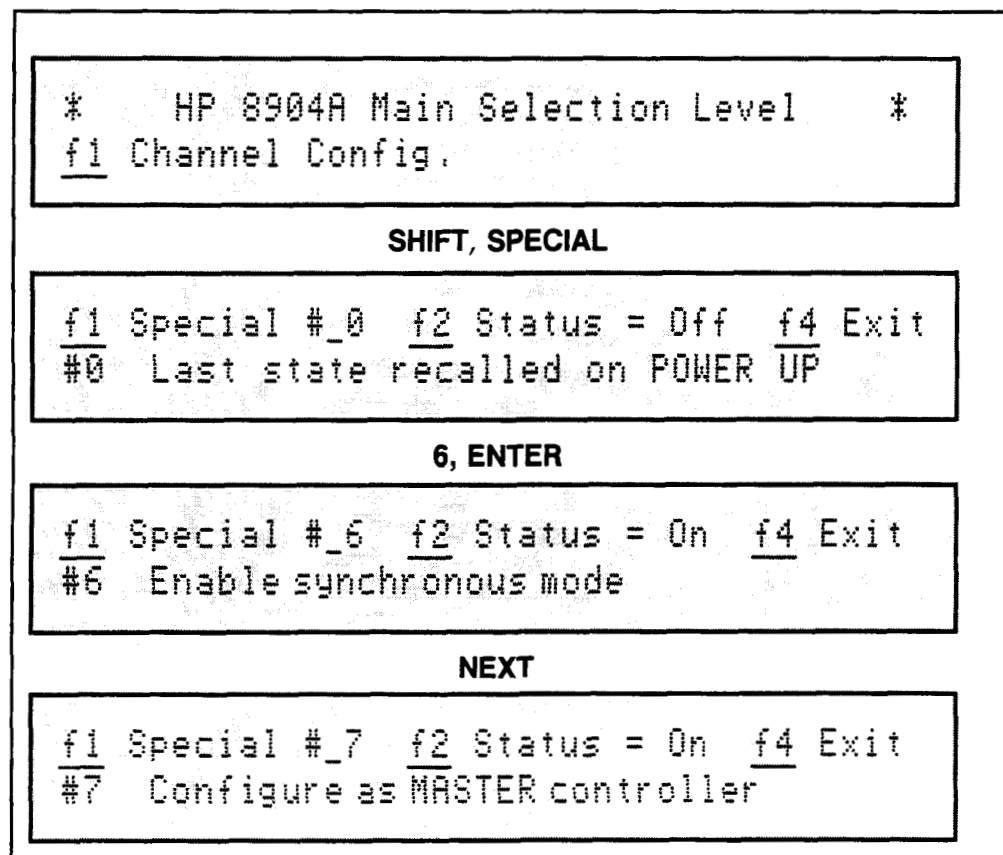 *    HP 8904A Main Selection Level    *
f1 Channel Config.
SHIFT, SPECIAL
f1 Special #_0  f2 Status = Off  f4 Exit
#0  Last state recalled on POWER UP
6, ENTER
f1 Special #_6  f2 Status = On  f4 Exit
#6  Enable synchronous mode
NEXT
f1 Special #_7  f2 Status = On  f4 Exit
#7  Configure as MASTER controller